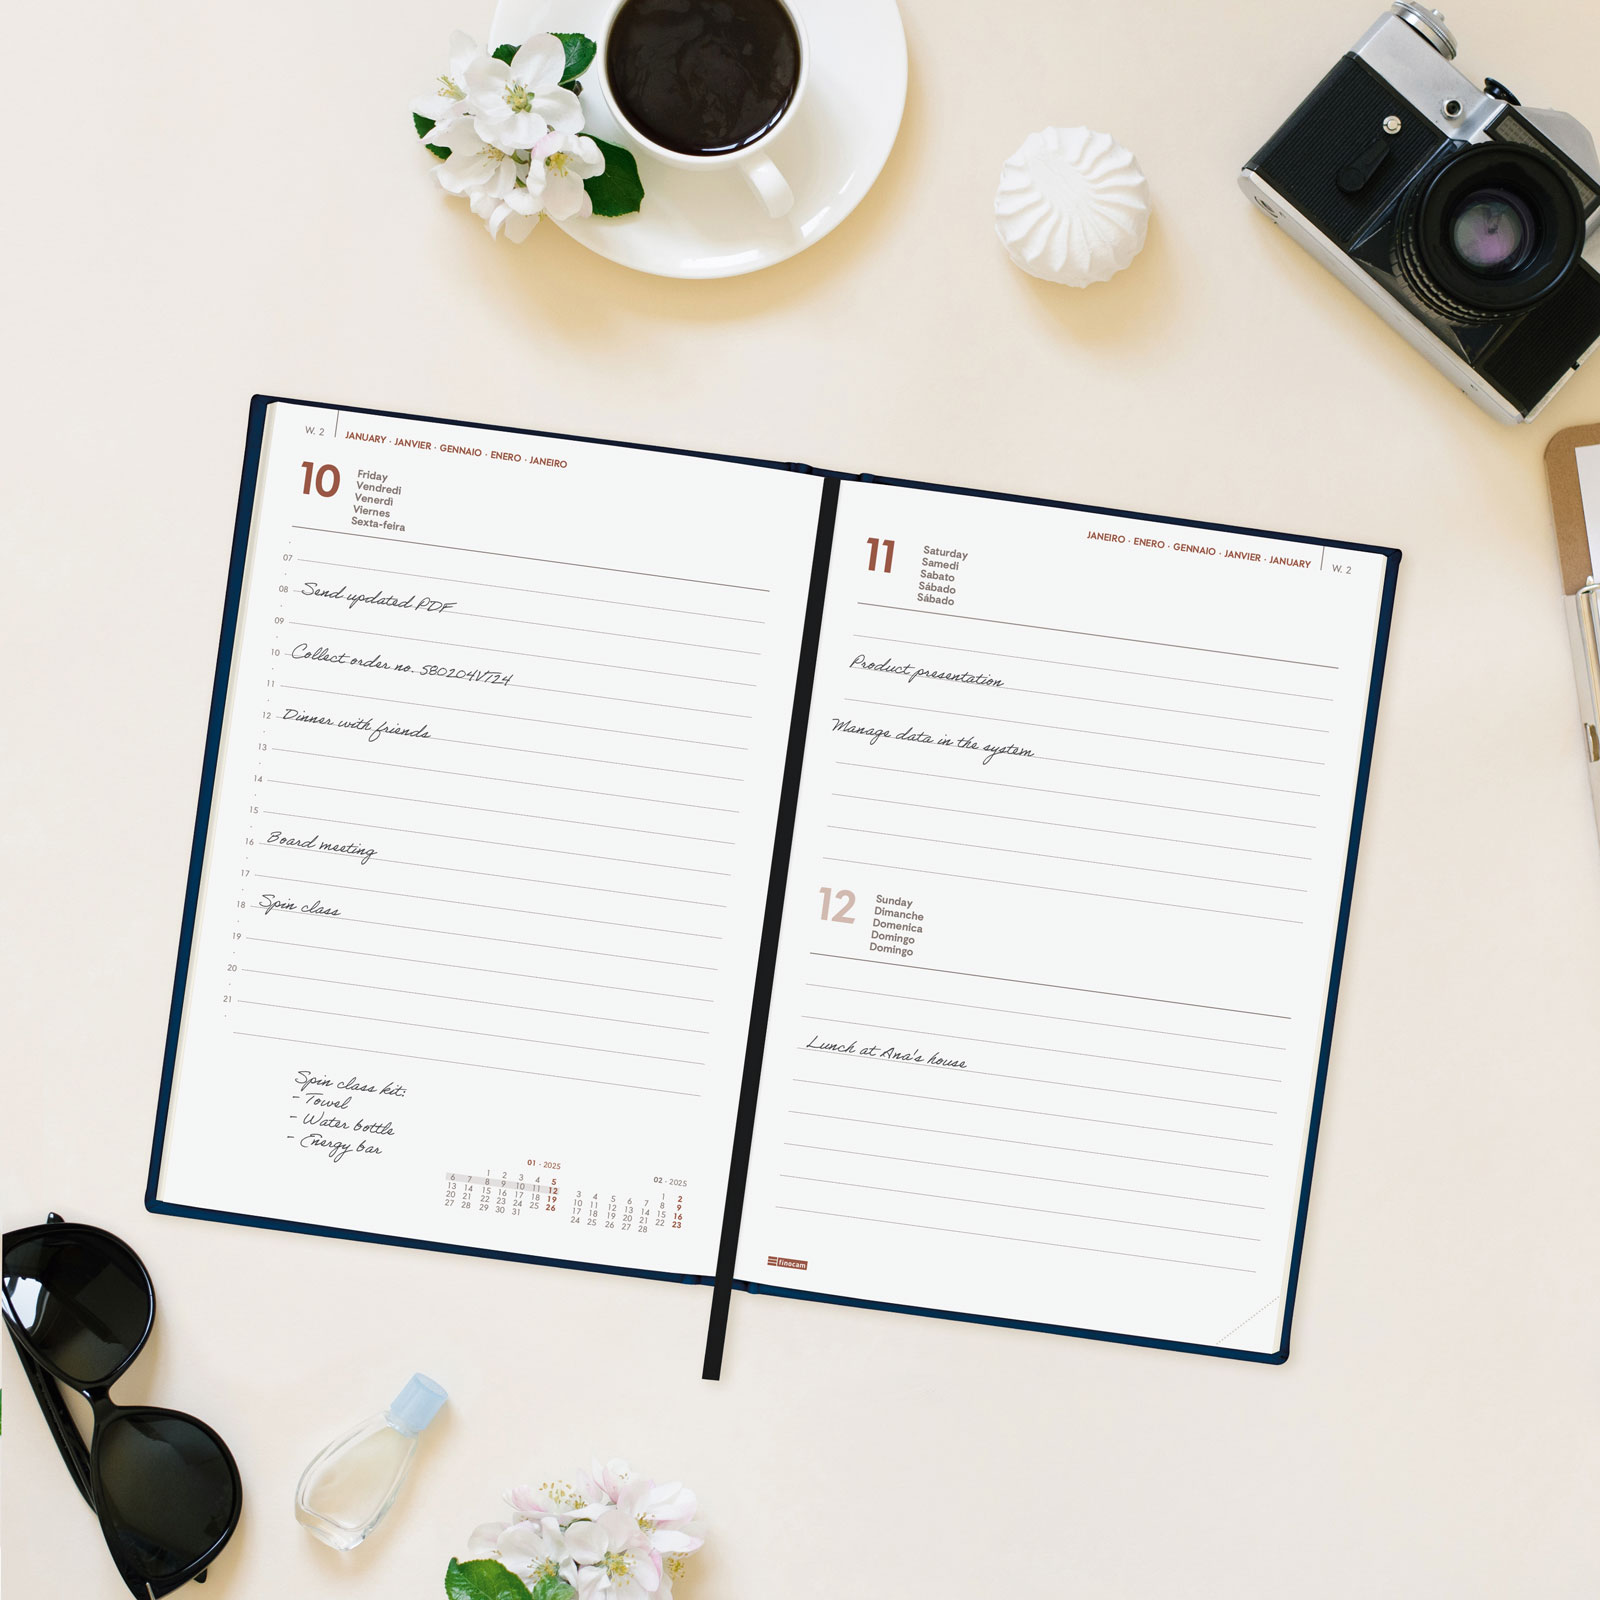 W. 2
JANUARY · JANVIER · GENNAIO · ENERO · JANEIRO
10
Friday
Vendredi
Venerdì
Viernes
Sexta-feira
07
08 Send updated PDF
09
10 Collect order no. S80204VT24
11
12 Dinner with friends
13
14
15
16 Board meeting
17
18 Spin class
19
20
21
Spin class kit:
- Towel
- Water bottle
- Energy bar
01 - 2025
1 2 3 4 5
6 7 8 9 10 11 12
13 14 15 16 17 18 19
20 21 22 23 24 25 26
27 28 29 30 31
02 - 2025
1 2
3 4 5 6 7 8 9
10 11 12 13 14 15 16
17 18 19 20 21 22 23
24 25 26 27 28
JANEIRO · ENERO · GENNAIO · JANVIER · JANUARY
W. 2
11
Saturday
Samedi
Sabato
Sábado
Sábado
Product presentation
Manage data in the system
12
Sunday
Dimanche
Domenica
Domingo
Domingo
Lunch at Ana's house
finocam